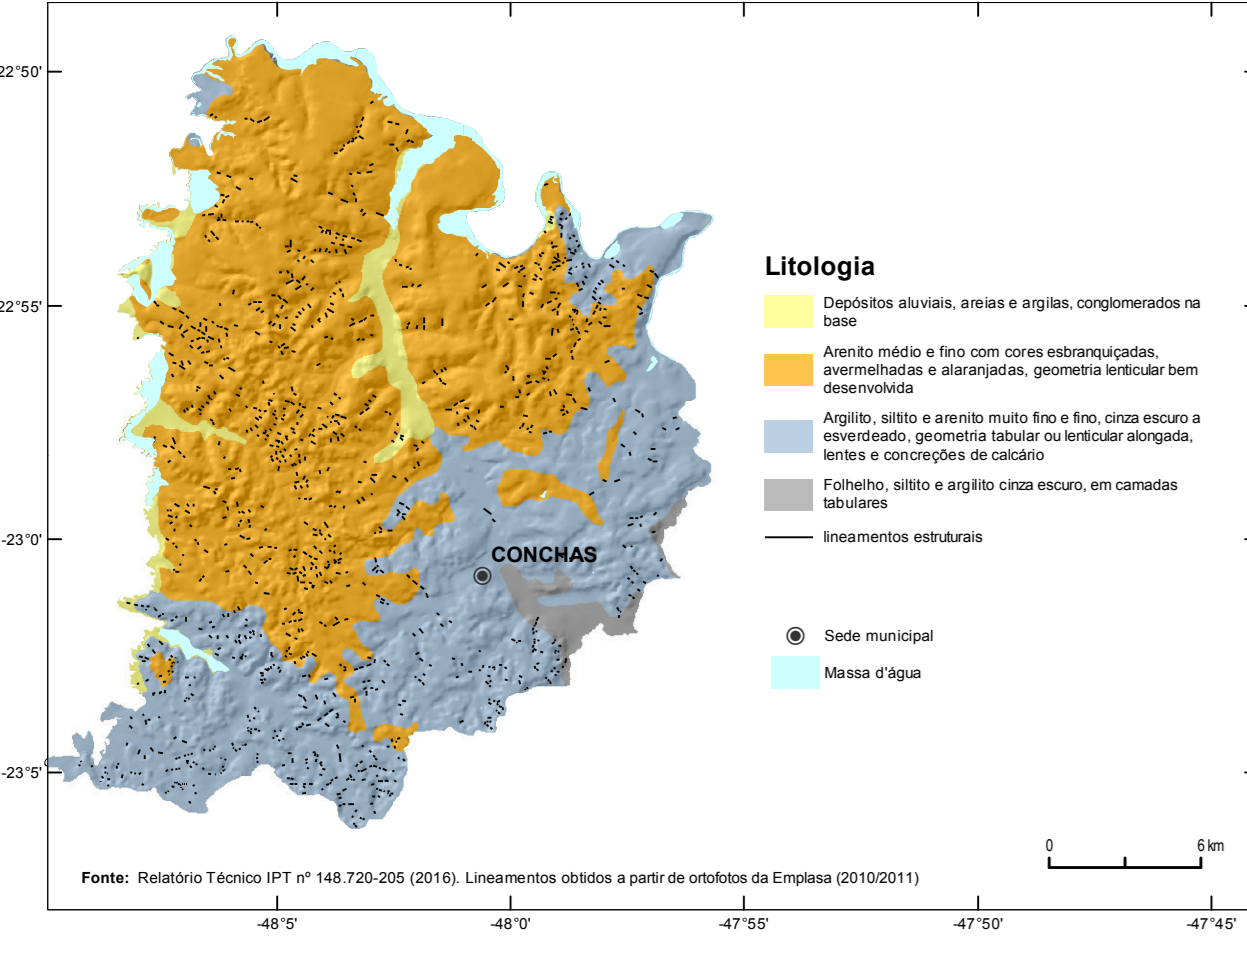 22°50'
22°55'
-23°0'
-23°5'
CONCHAS
Litologia
Depósitos aluviais, areias e argilas, conglomerados na
base
Arenito médio e fino com cores esbranquiçadas,
avermelhadas e alaranjadas, geometria lenticular bem
desenvolvida
Argilito, siltito e arenito muito fino e fino, cinza escuro a
esverdeado, geometria tabular ou lenticular alongada,
lentes e concreções de calcário
Folhelho, siltito e argilito cinza escuro, em camadas
tabulares
lineamentos estruturais
Sede municipal
Massa d'água
0 6 km
Fonte: Relatório Técnico IPT nº 148.720-205 (2016). Lineamentos obtidos a partir de ortofotos da Emplasa (2010/2011)
-48°5' -48°0' -47°55' -47°50' -47°45'